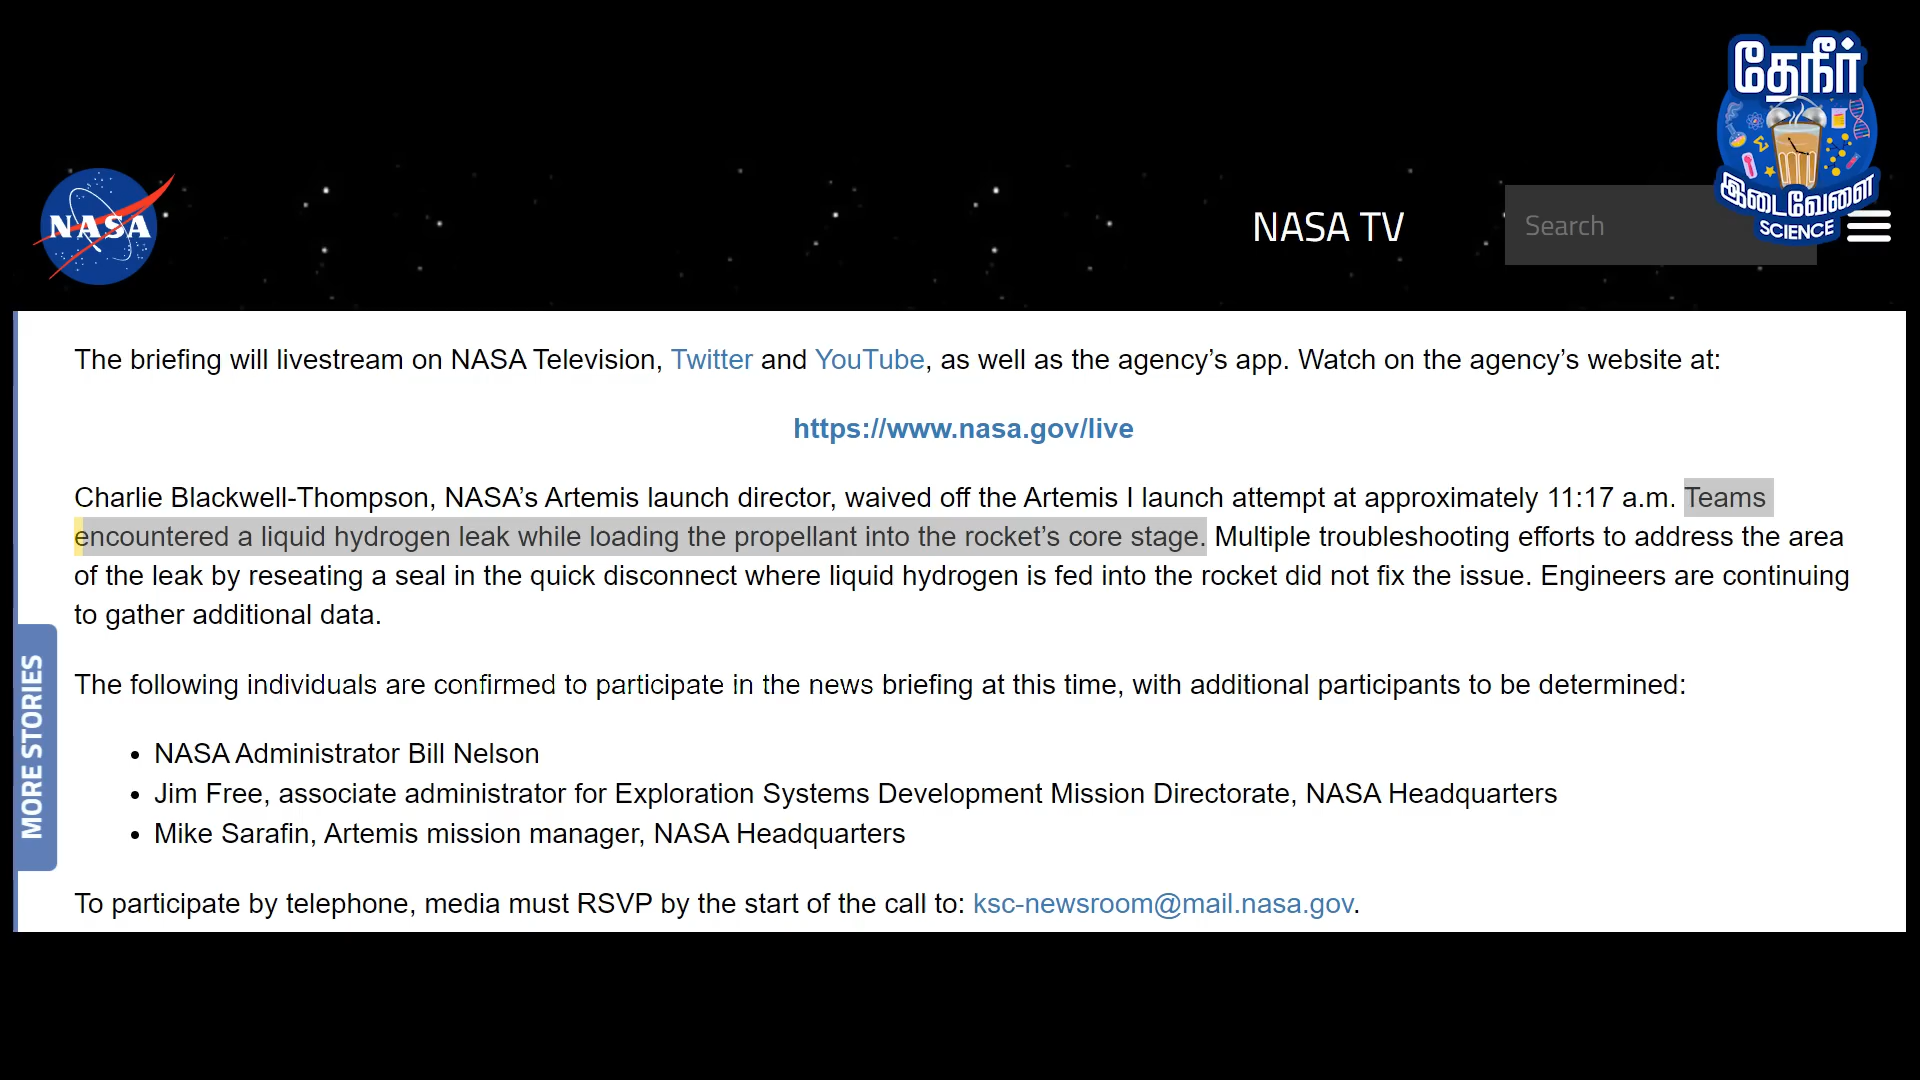 தேநீர்
இடைவேளை
SCIENCE
NASA
NASA TV
Search
The briefing will livestream on NASA Television, Twitter and YouTube, as well as the agency’s app. Watch on the agency’s website at:
https://www.nasa.gov/live
Charlie Blackwell-Thompson, NASA’s Artemis launch director, waived off the Artemis I launch attempt at approximately 11:17 a.m. Teams
encountered a liquid hydrogen leak while loading the propellant into the rocket’s core stage. Multiple troubleshooting efforts to address the area
of the leak by reseating a seal in the quick disconnect where liquid hydrogen is fed into the rocket did not fix the issue. Engineers are continuing
to gather additional data.
MORE STORIES
The following individuals are confirmed to participate in the news briefing at this time, with additional participants to be determined:
• NASA Administrator Bill Nelson
• Jim Free, associate administrator for Exploration Systems Development Mission Directorate, NASA Headquarters
• Mike Sarafin, Artemis mission manager, NASA Headquarters
To participate by telephone, media must RSVP by the start of the call to: ksc-newsroom@mail.nasa.gov.